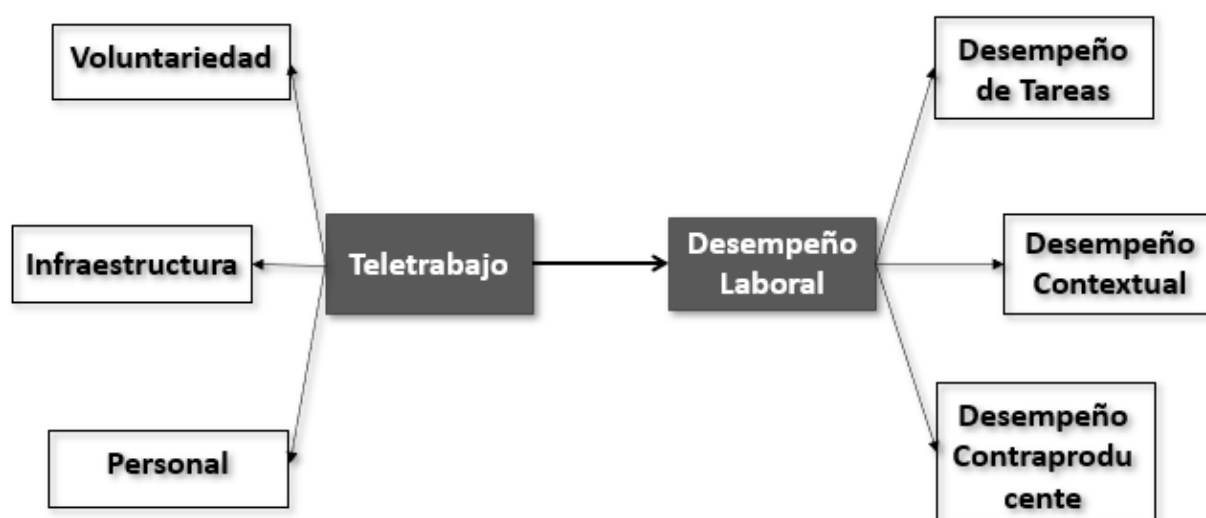 Voluntariedad
Infraestructura
Personal
Teletrabajo
Desempeño
Laboral
Desempeño
de Tareas
Desempeño
Contextual
Desempeño
Contraprodu
cente